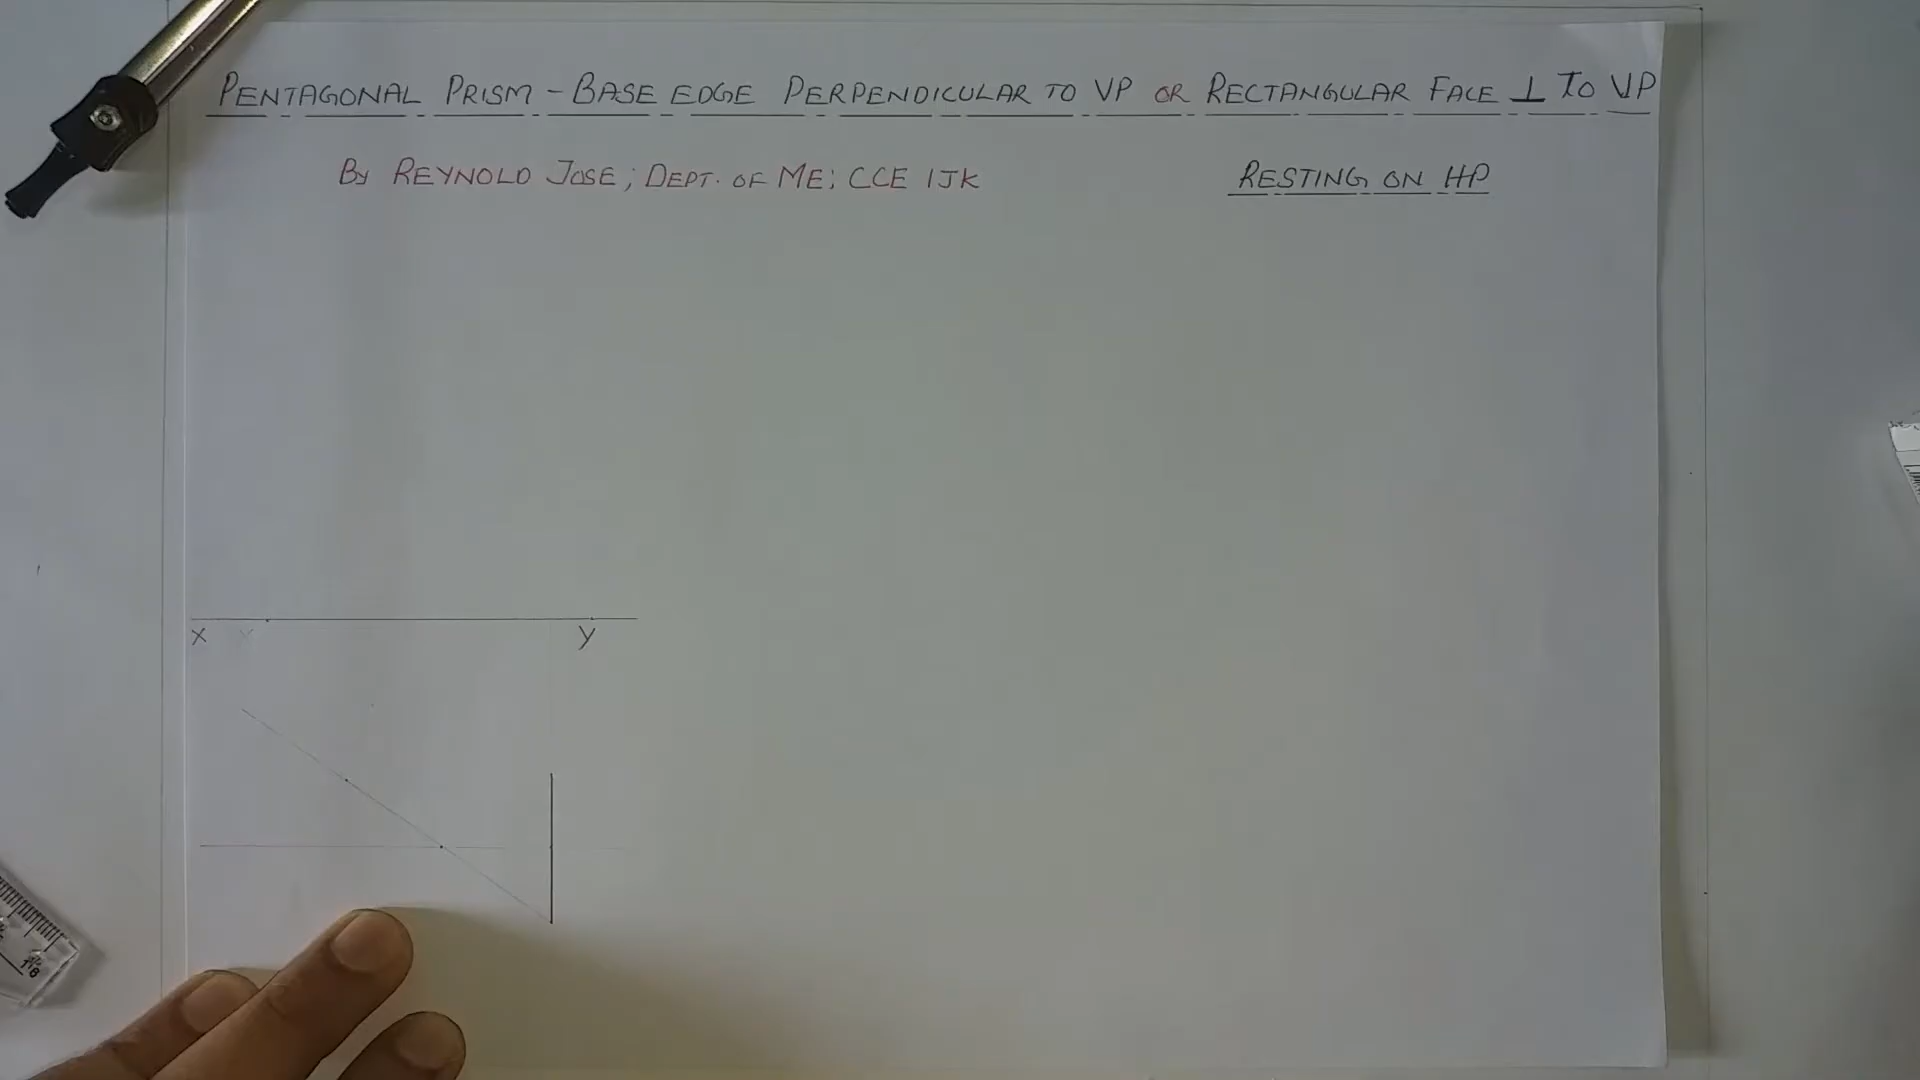 PENTAGONAL PRISM - BASE EDGE PERPENDICULAR TO VP OR RECTANGULAR FACE ⊥ TO VP
BY REYNOLD JOSE; DEPT. OF ME; CCE IJK
RESTING ON HP
X
Y
18